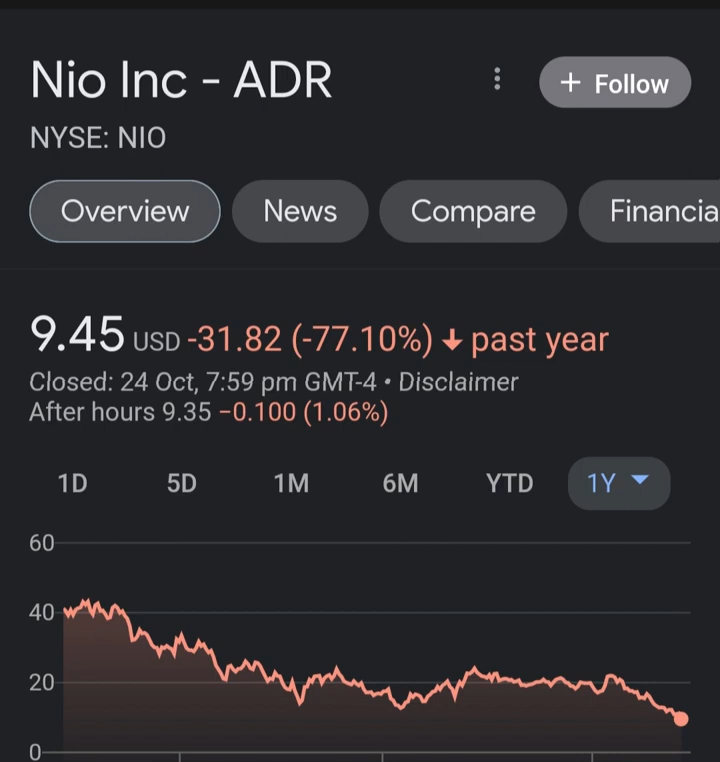 Nio Inc - ADR
+ Follow
NYSE: NIO
Overview
News
Compare
Financia
9.45 USD -31.82 (-77.10%) ↓ past year
Closed: 24 Oct, 7:59 pm GMT-4 • Disclaimer
After hours 9.35 −0.100 (1.06%)
1D
5D
1M
6M
YTD
1Y
60
40
20
0